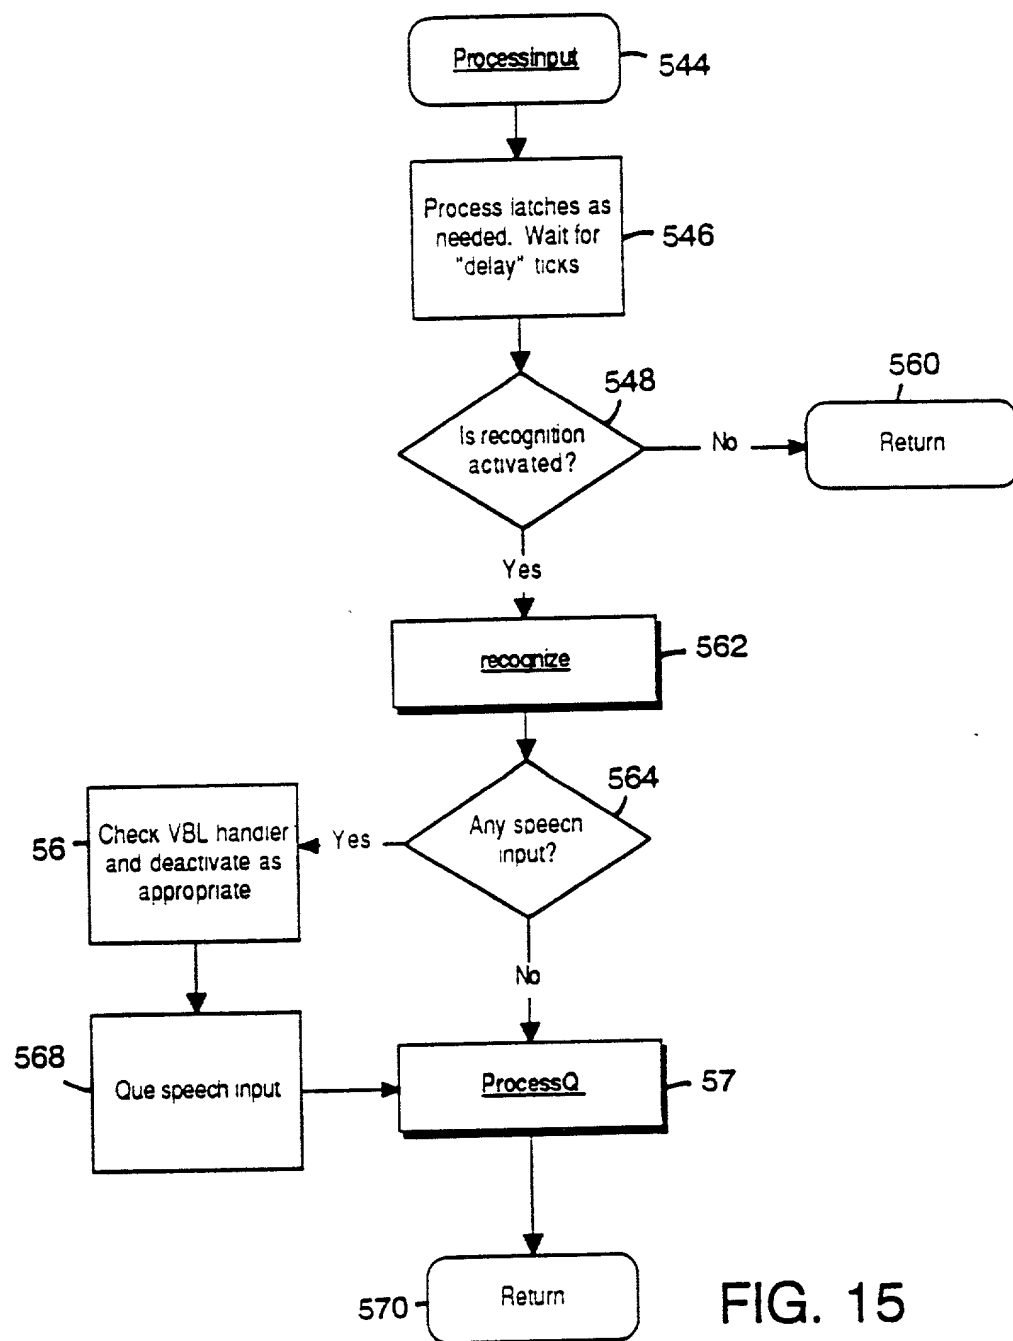 Processinput
544
Process latches as
needed. Wait for
"delay" ticks
546
548
Is recognition
activated?
No
560
Return
Yes
recognize
562
564
Any speech
input?
Yes
56
Check VBL handler
and deactivate as
appropriate
No
568
Que speech input
ProcessQ
57
570
Return
FIG. 15